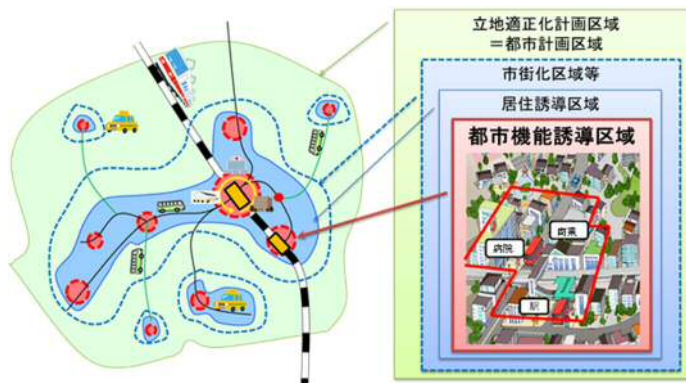 立地適正化計画区域
＝都市計画区域
市街化区域等
居住誘導区域
都市機能誘導区域
病院
商業
駅